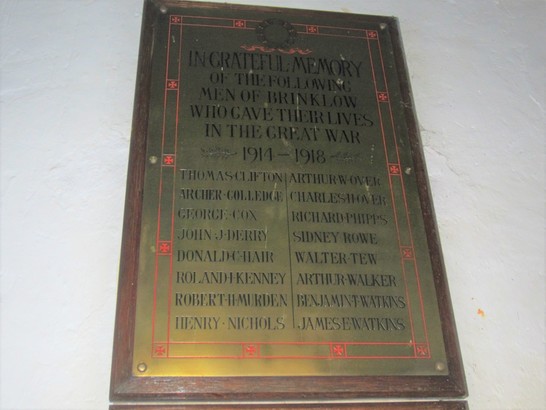 IN·GRATEFUL·MEMORY
OF THE FOLLOWING
MEN OF BRINKLOW
WHO GAVE THEIR LIVES
IN THE GREAT WAR
1914–1918
THOMAS·CLIFTON
ARCHER·COLLEDGE
GEORGE·COX
JOHN·J·DERRY
DONALD·C·HAIR
ROLAND·F·KENNEY
ROBERT·H·MURDEN
HENRY·NICHOLS
ARTHUR·W·OVER
CHARLES·H·OVER
RICHARD·PHIPPS
SIDNEY·ROWE
WALTER·TEW
ARTHUR·WALKER
BENJAMIN·T·WATKINS
JAMES·E·WATKINS